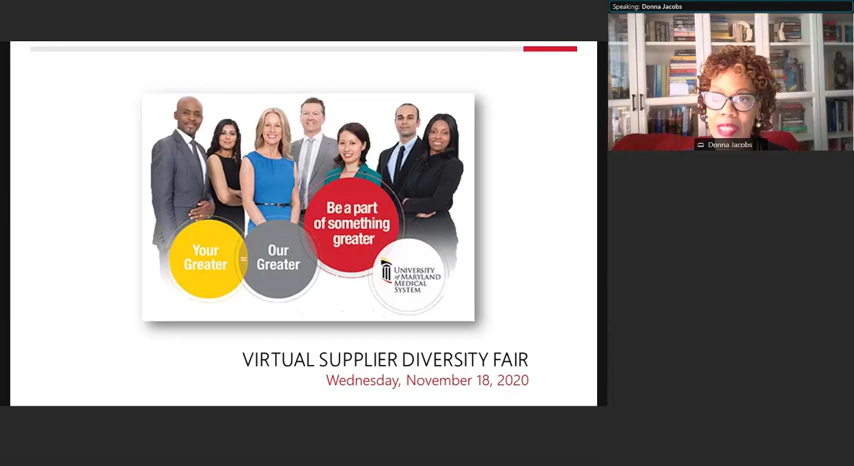 Speaking: Donna Jacobs
Donna Jacobs
Be a part
of something
greater
Your
Greater
=
Our
Greater
UNIVERSITY
of MARYLAND
MEDICAL
SYSTEM
VIRTUAL SUPPLIER DIVERSITY FAIR
Wednesday, November 18, 2020